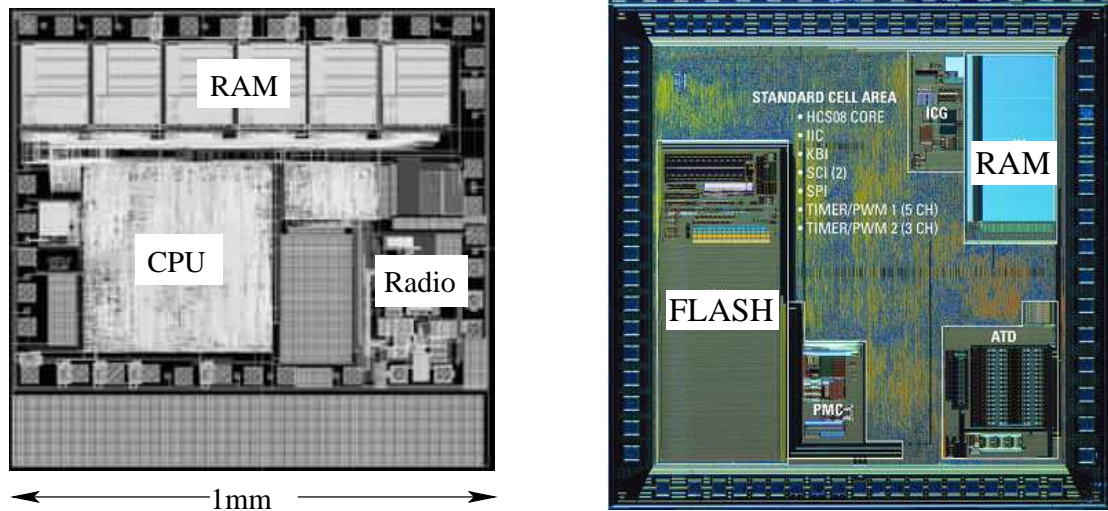 RAM
CPU
Radio
1mm
STANDARD CELL AREA
• HCS08 CORE
• IIC
• KBI
• SCI (2)
• SPI
• TIMER/PWM 1 (5 CH)
• TIMER/PWM 2 (3 CH)
ICG
RAM
FLASH
ATD
PMC